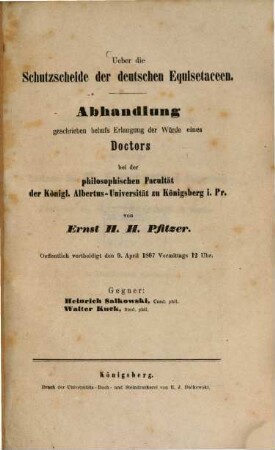 Ueber die
Schutzscheide der deutschen Equisetaceen.
Abhandlung
geschrieben behufs Erlangung der Würde eines
Doctors
bei der
philosophischen Facultät
der Königl. Albertus-Universität zu Königsberg i. Pr.
von
Ernst H. H. Pfitzer.
Oeffentlich vertheidigt den 9. April 1867 Vormittags 12 Uhr.
Gegner:
Heinrich Salkowski, Cand. phil.
Walter Kuck, Stud. phil.
Königsberg.
Druck der Universitäts-Buch- und Steindruckerei von E. J. Dalkowski.